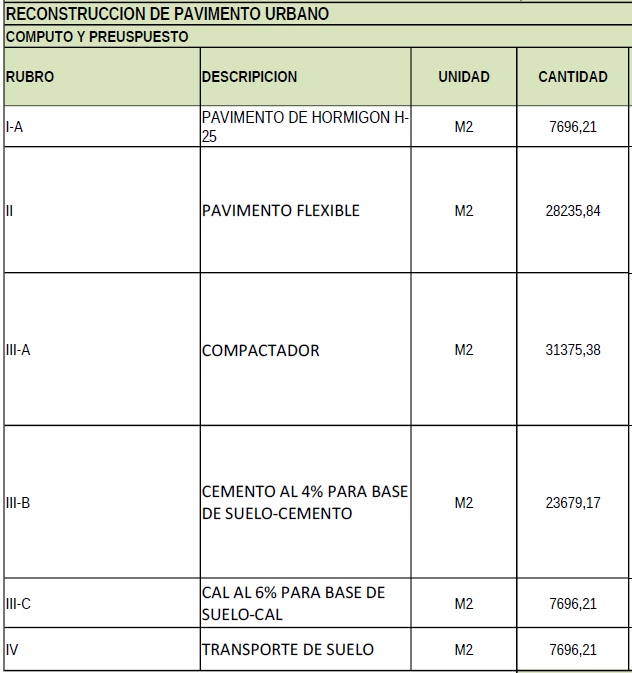 RECONSTRUCCION DE PAVIMENTO URBANO
COMPUTO Y PREUSPUESTO
RUBRO DESCRIPICION UNIDAD CANTIDAD
I-A PAVIMENTO DE HORMIGON H-
25 M2 7696,21
II PAVIMENTO FLEXIBLE M2 28235,84
III-A COMPACTADOR M2 31375,38
III-B CEMENTO AL 4% PARA BASE
DE SUELO-CEMENTO M2 23679,17
III-C CAL AL 6% PARA BASE DE
SUELO-CAL M2 7696,21
IV TRANSPORTE DE SUELO M2 7696,21